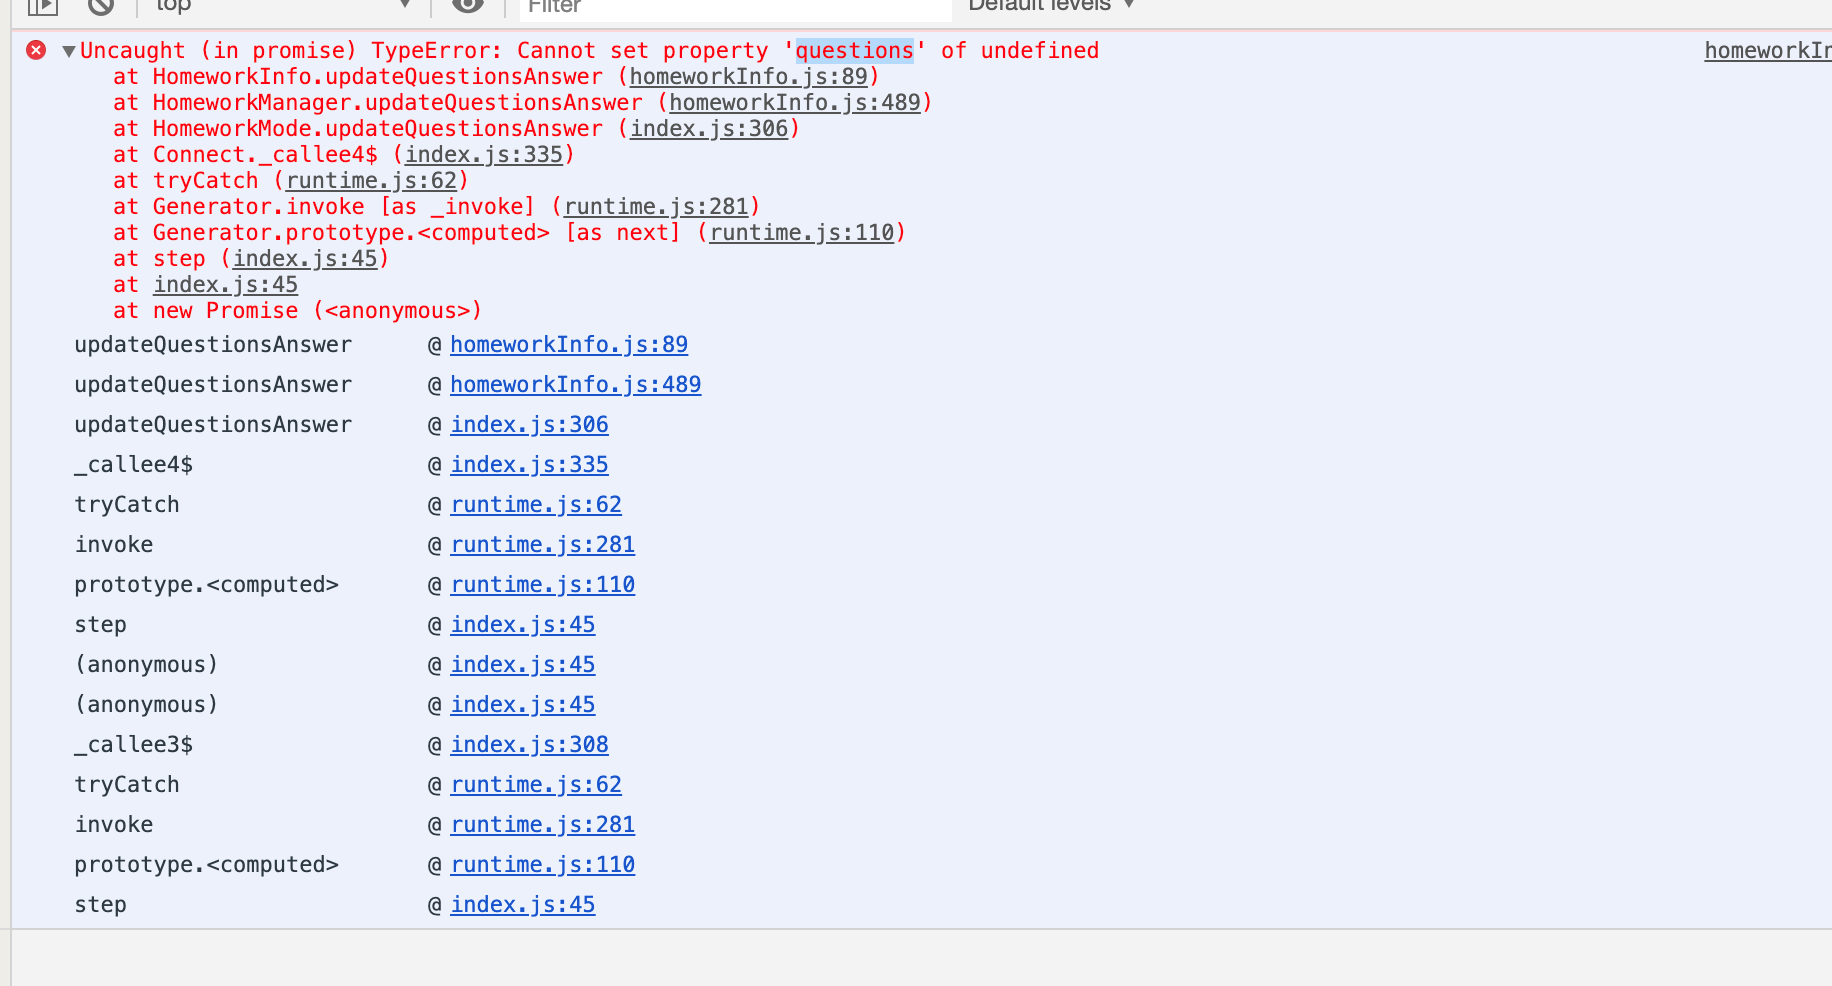 top ▼ Filter Default levels ▼
▼Uncaught (in promise) TypeError: Cannot set property 'questions' of undefined
at HomeworkInfo.updateQuestionsAnswer (homeworkInfo.js:89)
at HomeworkManager.updateQuestionsAnswer (homeworkInfo.js:489)
at HomeworkMode.updateQuestionsAnswer (index.js:306)
at Connect._callee4$ (index.js:335)
at tryCatch (runtime.js:62)
at Generator.invoke [as _invoke] (runtime.js:281)
at Generator.prototype.<computed> [as next] (runtime.js:110)
at step (index.js:45)
at index.js:45
at new Promise (<anonymous>)
homeworkIn
updateQuestionsAnswer @ homeworkInfo.js:89
updateQuestionsAnswer @ homeworkInfo.js:489
updateQuestionsAnswer @ index.js:306
_callee4$ @ index.js:335
tryCatch @ runtime.js:62
invoke @ runtime.js:281
prototype.<computed> @ runtime.js:110
step @ index.js:45
(anonymous) @ index.js:45
(anonymous) @ index.js:45
_callee3$ @ index.js:308
tryCatch @ runtime.js:62
invoke @ runtime.js:281
prototype.<computed> @ runtime.js:110
step @ index.js:45